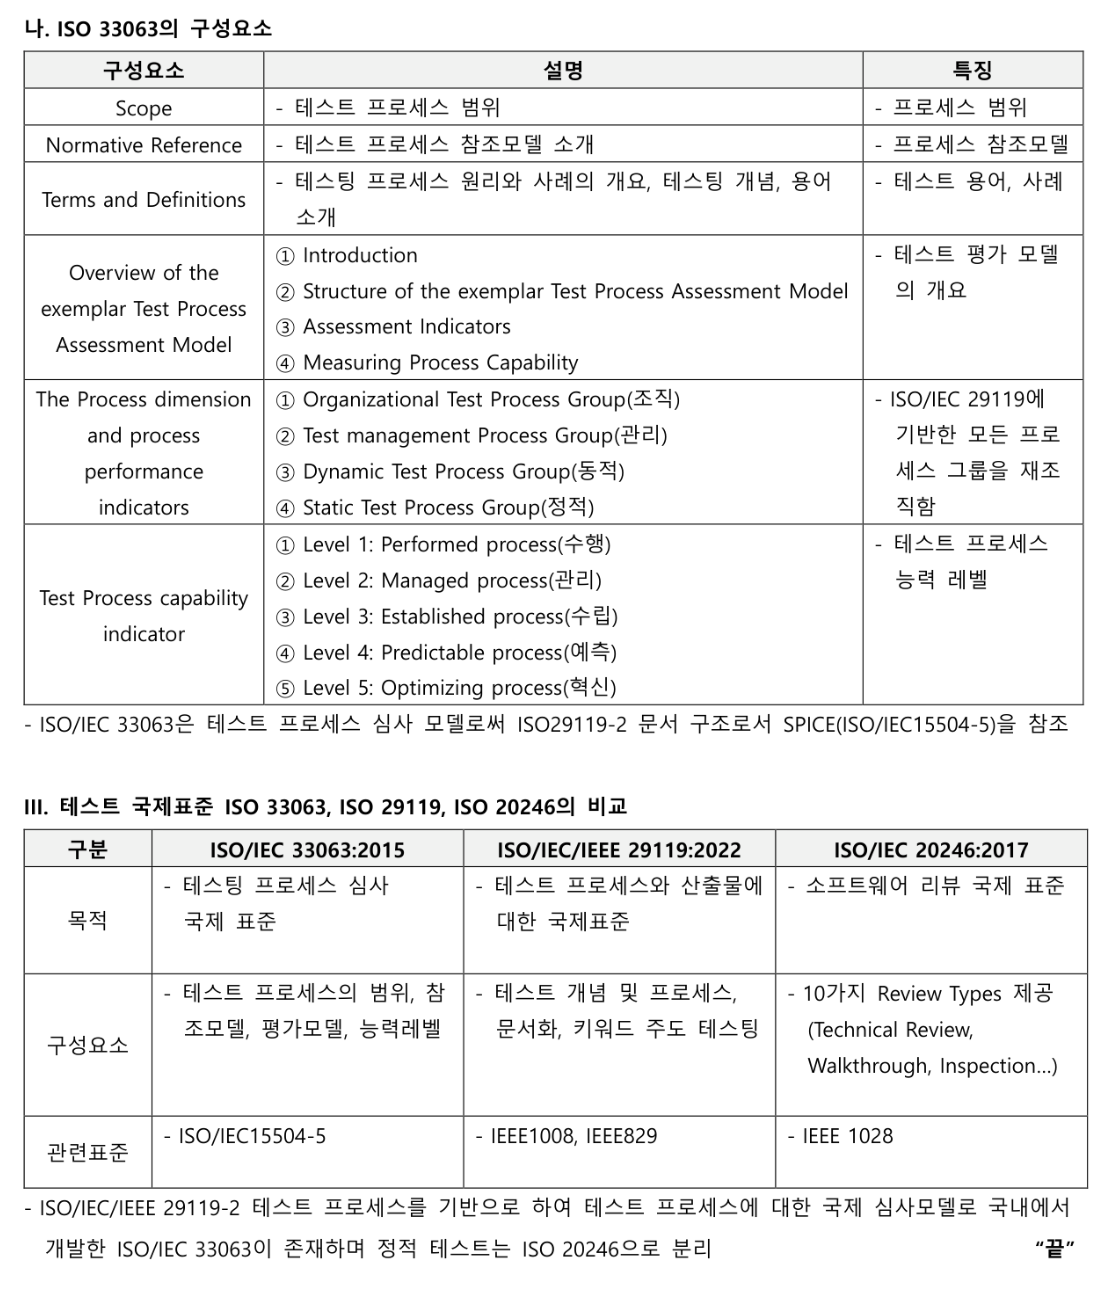 나. ISO 33063의 구성요소
구성요소 설명 특징
Scope - 테스트 프로세스 범위 - 프로세스 범위
Normative Reference - 테스트 프로세스 참조모델 소개 - 프로세스 참조모델
Terms and Definitions
- 테스팅 프로세스 원리와 사례의 개요, 테스팅 개념, 용어
소개
- 테스트 용어, 사례
Overview of the
exemplar Test Process
Assessment Model
① Introduction
② Structure of the exemplar Test Process Assessment Model
③ Assessment Indicators
④ Measuring Process Capability
- 테스트 평가 모델
의 개요
The Process dimension
and process
performance
indicators
① Organizational Test Process Group(조직)
② Test management Process Group(관리)
③ Dynamic Test Process Group(동적)
④ Static Test Process Group(정적)
- ISO/IEC 29119에
기반한 모든 프로
세스 그룹을 재조
직함
Test Process capability
indicator
① Level 1: Performed process(수행)
② Level 2: Managed process(관리)
③ Level 3: Established process(수립)
④ Level 4: Predictable process(예측)
⑤ Level 5: Optimizing process(혁신)
- 테스트 프로세스
능력 레벨
- ISO/IEC 33063은 테스트 프로세스 심사 모델로써 ISO29119-2 문서 구조로서 SPICE(ISO/IEC15504-5)을 참조
III. 테스트 국제표준 ISO 33063, ISO 29119, ISO 20246의 비교
구분 ISO/IEC 33063:2015 ISO/IEC/IEEE 29119:2022 ISO/IEC 20246:2017
목적
- 테스팅 프로세스 심사
국제 표준
- 테스트 프로세스와 산출물에
대한 국제표준
- 소프트웨어 리뷰 국제 표준
구성요소
- 테스트 프로세스의 범위, 참
조모델, 평가모델, 능력레벨
- 테스트 개념 및 프로세스,
문서화, 키워드 주도 테스팅
- 10가지 Review Types 제공
(Technical Review,
Walkthrough, Inspection...)
관련표준
- ISO/IEC15504-5
- IEEE1008, IEEE829
- IEEE 1028
- ISO/IEC/IEEE 29119-2 테스트 프로세스를 기반으로 하여 테스트 프로세스에 대한 국제 심사모델로 국내에서
개발한 ISO/IEC 33063이 존재하며 정적 테스트는 ISO 20246으로 분리 “끝”